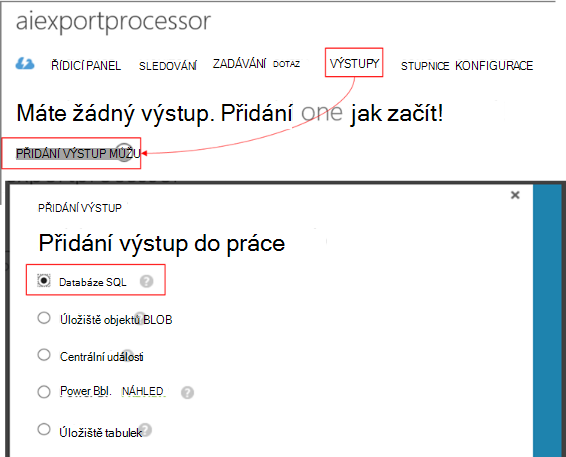 aiexportprocessor
ŘÍDICÍ PANEL SLEDOVÁNÍ ZADÁVÁNÍ DOTAZ VÝSTUPY STUPNICE KONFIGURACE
Máte žádný výstup. Přidání one jak začít!
PŘIDÁNÍ VÝSTUP MŮŽU
PŘIDÁNÍ VÝSTUP
Přidání výstup do práce
Databáze SQL ?
Úložiště objektů BLOB ?
Centrální události ?
Power BbI. NÁHLED ?
Úložiště tabulek ?